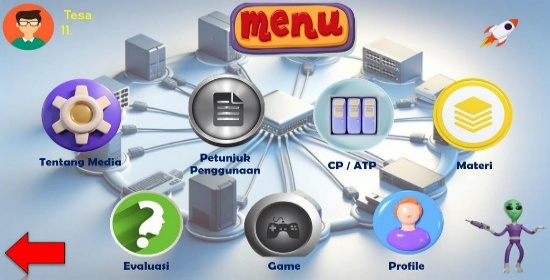 Tesa
11.
menu
Tentang Media
Petunjuk
Penggunaan
CP / ATP
Materi
Evaluasi
Game
Profile